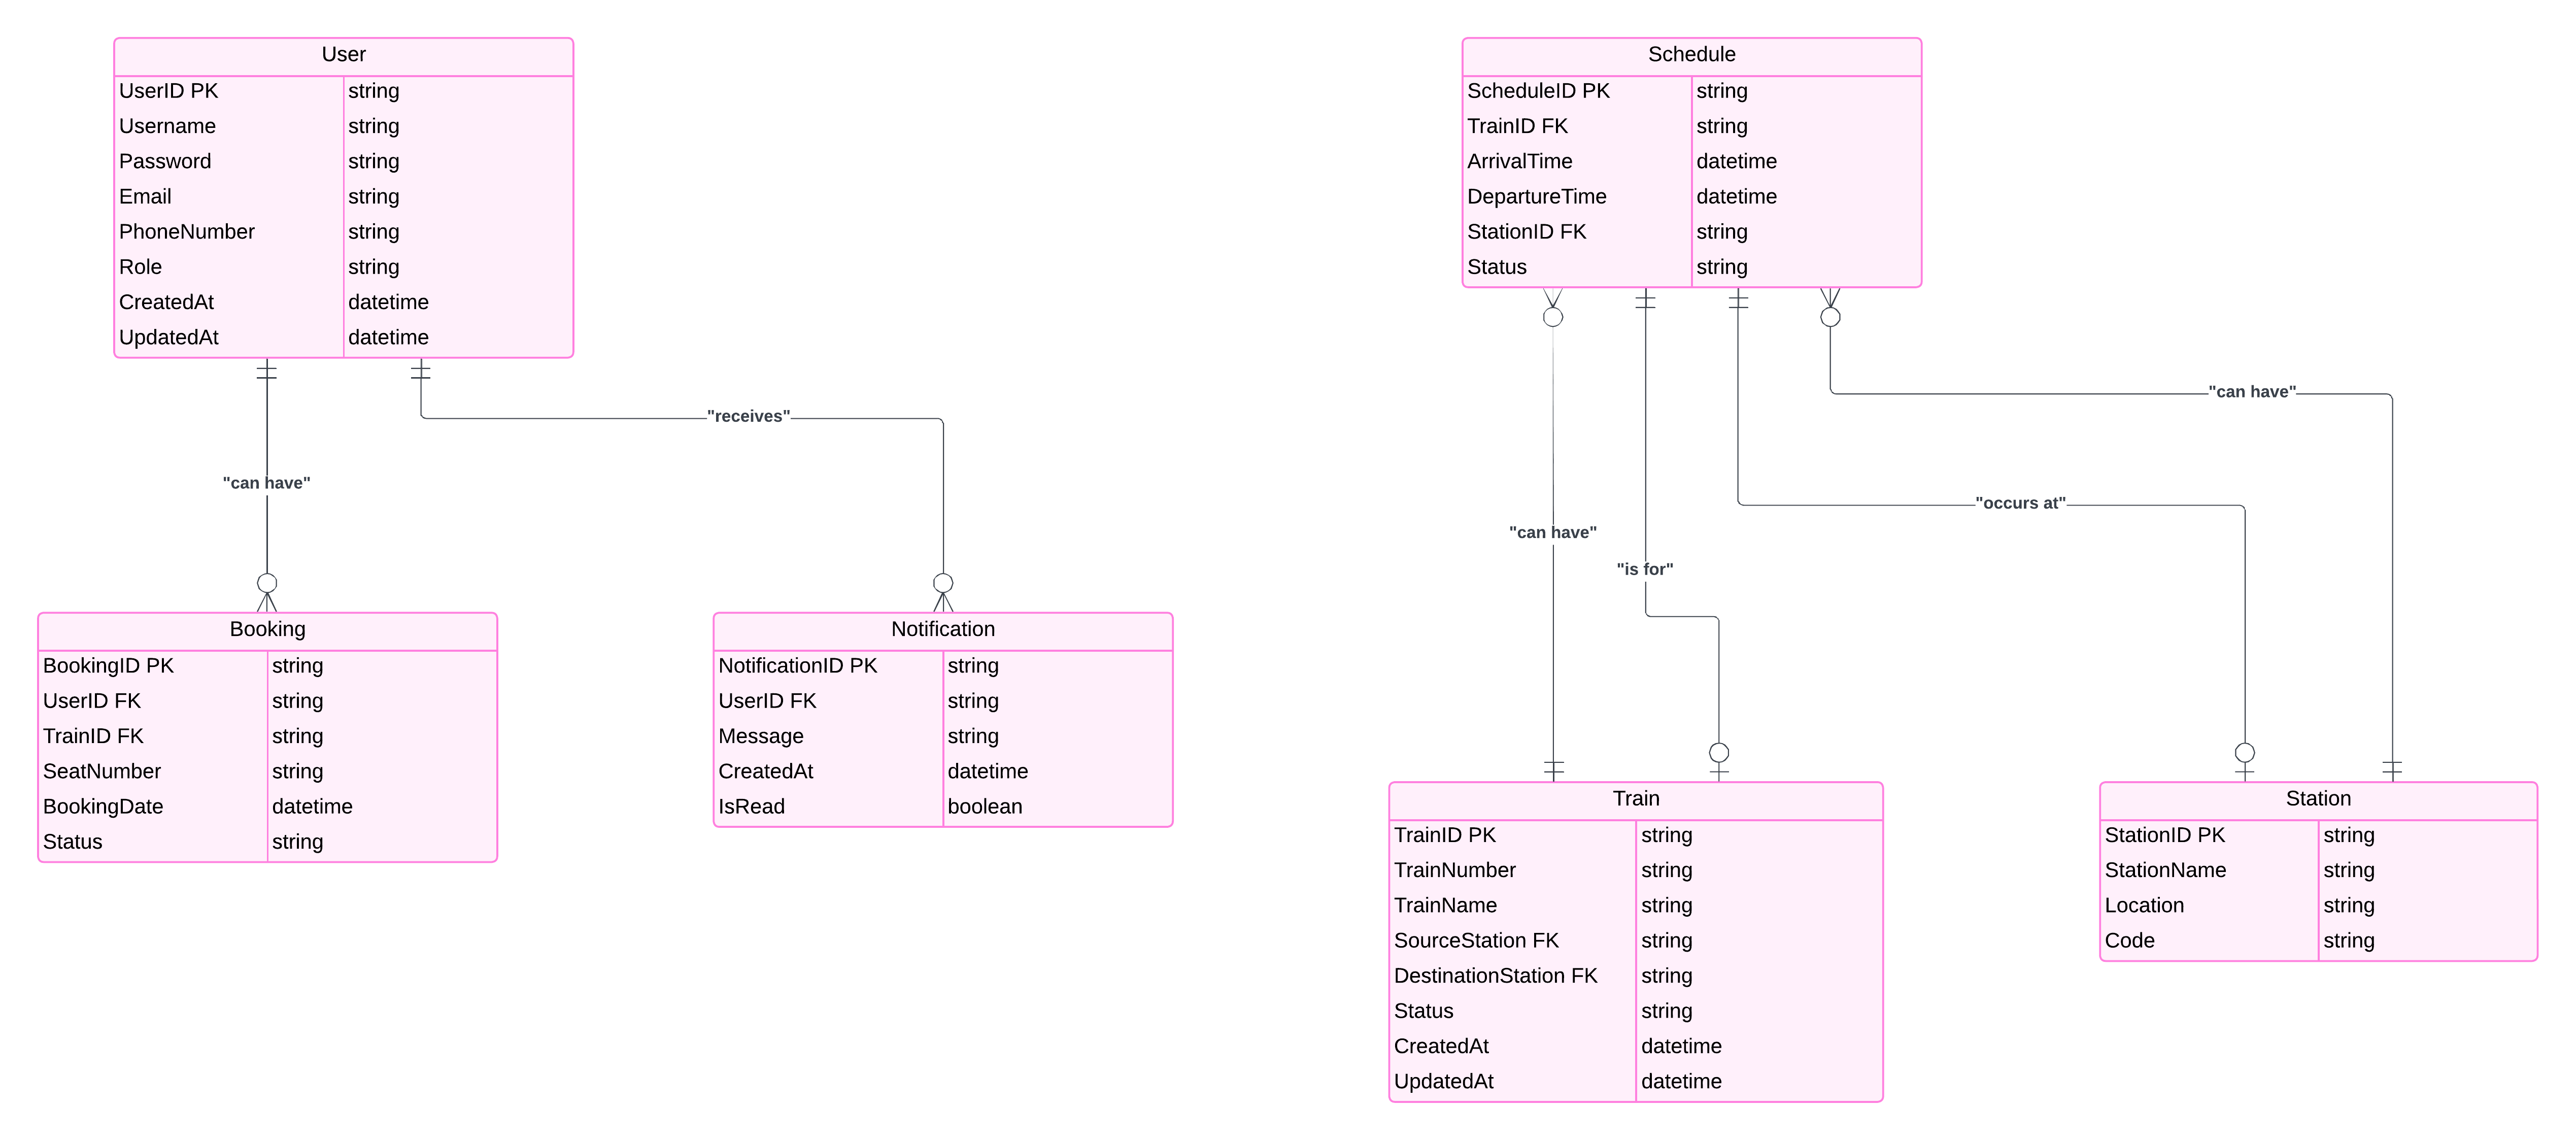 User
UserID PK string
Username string
Password string
Email string
PhoneNumber string
Role string
CreatedAt datetime
UpdatedAt datetime
Schedule
ScheduleID PK string
TrainID FK string
ArrivalTime datetime
DepartureTime datetime
StationID FK string
Status string
"can have"
"receives"
"can have"
"is for"
"occurs at"
"can have"
Booking
BookingID PK string
UserID FK string
TrainID FK string
SeatNumber string
BookingDate datetime
Status string
Notification
NotificationID PK string
UserID FK string
Message string
CreatedAt datetime
IsRead boolean
Train
TrainID PK string
TrainNumber string
TrainName string
SourceStation FK string
DestinationStation FK string
Status string
CreatedAt datetime
UpdatedAt datetime
Station
StationID PK string
StationName string
Location string
Code string